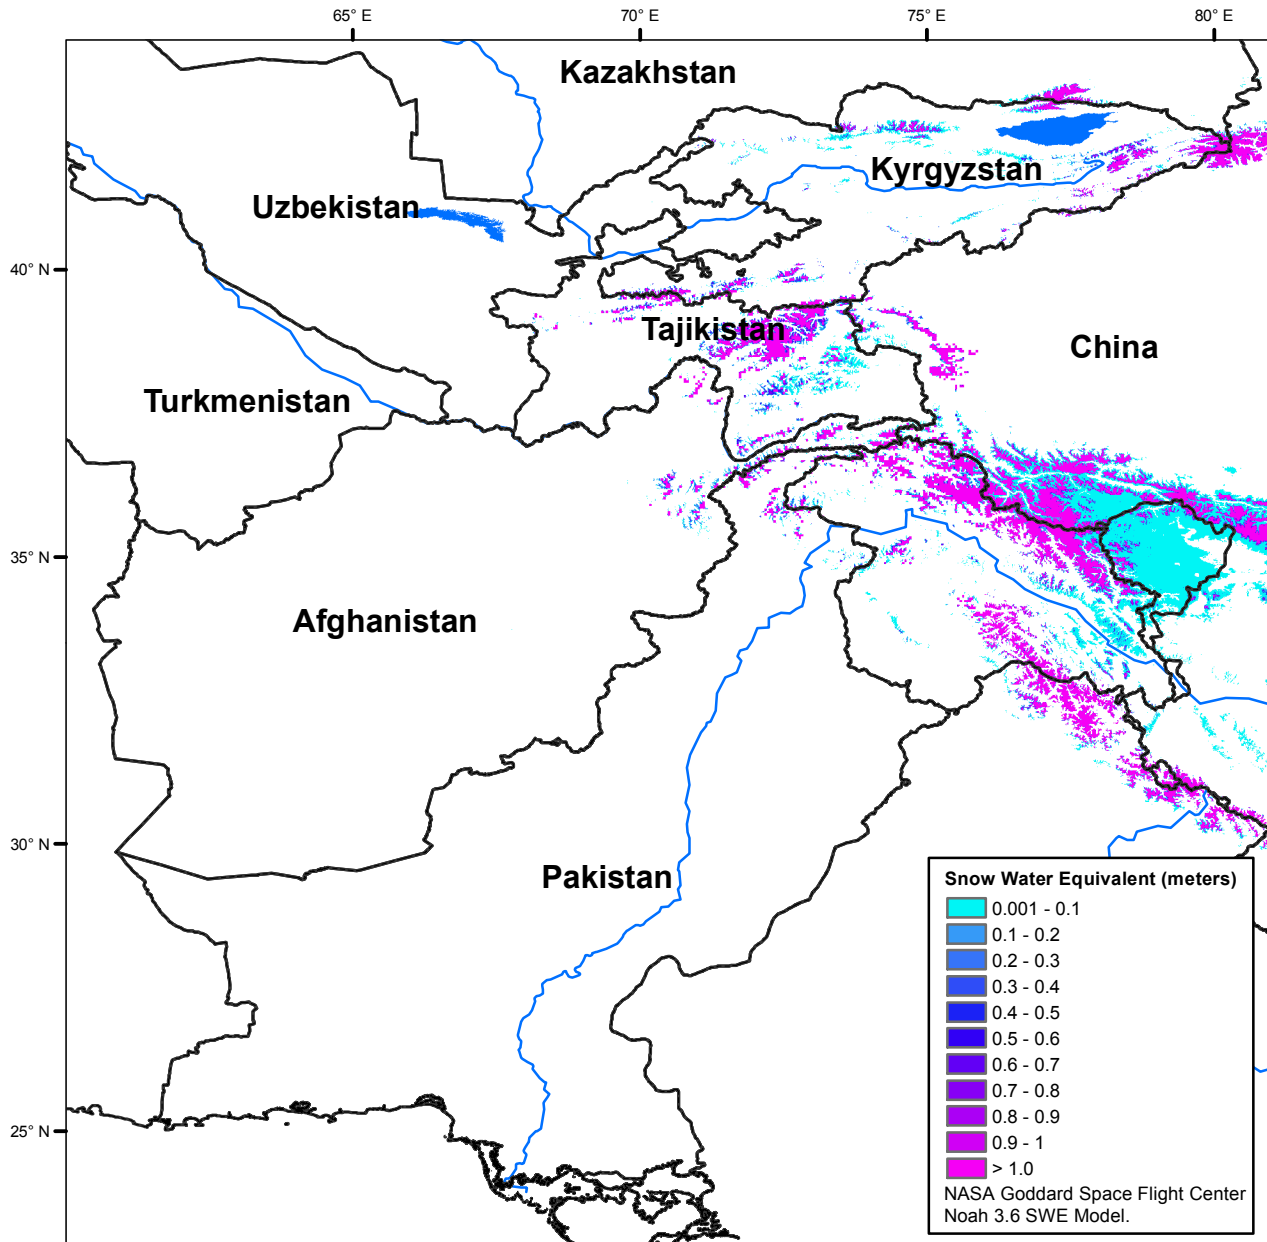 65° E 70° E 75° E 80° E
Kazakhstan
Kyrgyzstan
Uzbekistan
40° N
Tajikistan
China
Turkmenistan
35° N
Afghanistan
30° N
Pakistan
25° N
Snow Water Equivalent (meters)
0.001 - 0.1
0.1 - 0.2
0.2 - 0.3
0.3 - 0.4
0.4 - 0.5
0.5 - 0.6
0.6 - 0.7
0.7 - 0.8
0.8 - 0.9
0.9 - 1
> 1.0
NASA Goddard Space Flight Center
Noah 3.6 SWE Model.